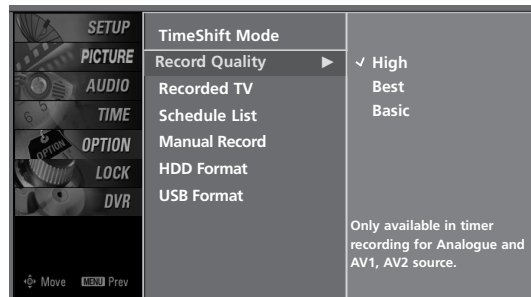 SETUP
PICTURE
AUDIO
TIME
OPTION
LOCK
DVR
Move MENU Prev
TimeShift Mode
Record Quality
Recorded TV
Schedule List
Manual Record
HDD Format
USB Format
High
Best
Basic
Only available in timer
recording for Analogue and
AV1, AV2 source.